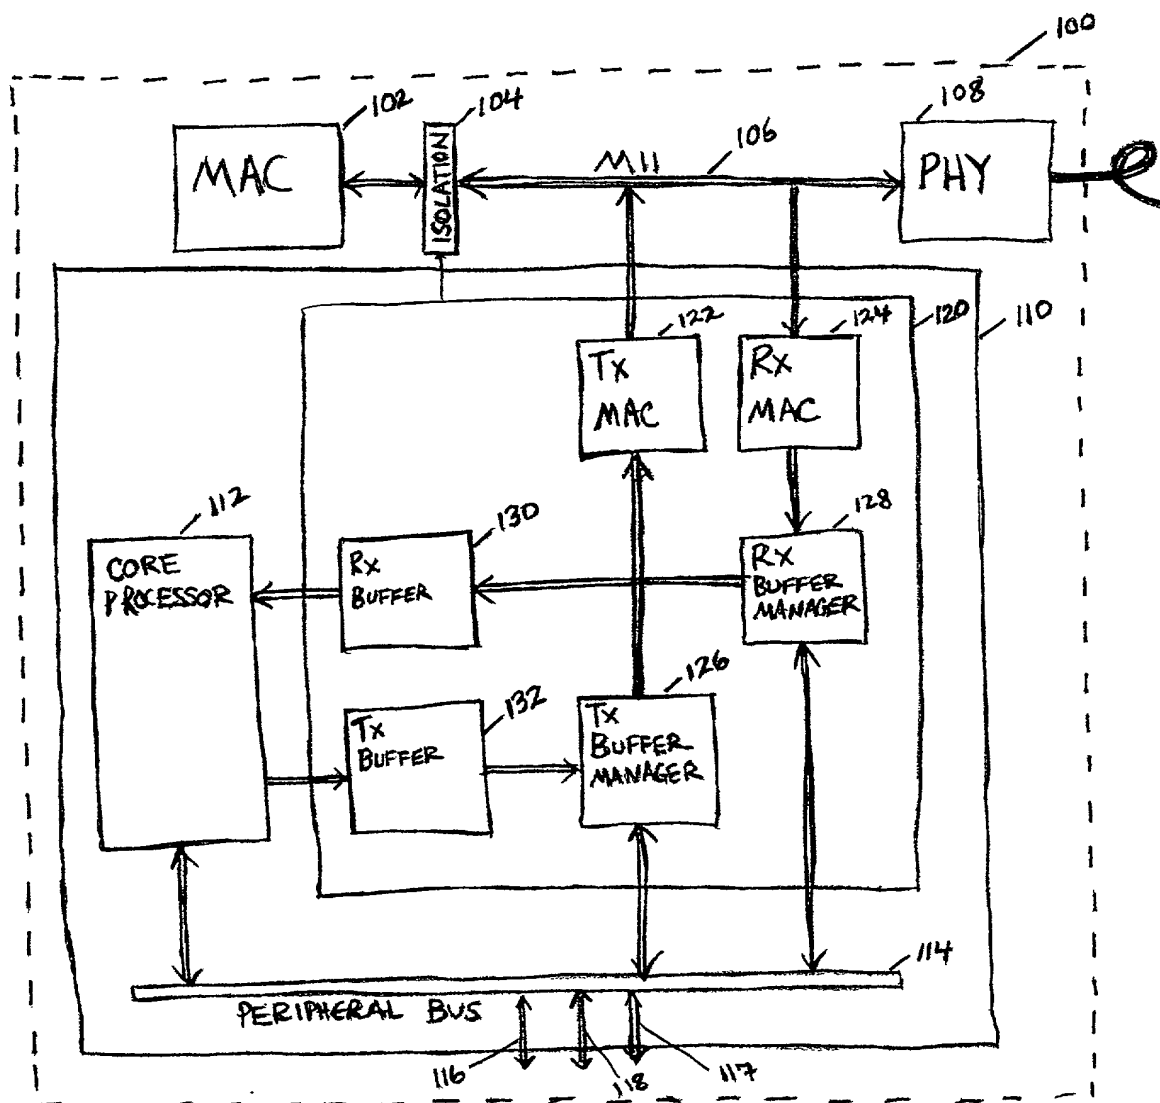 100
102
104
108
MAC
ISOLATION
MII
106
PHY
122
124
120
110
Tx
MAC
Rx
MAC
112
130
128
CORE
PROCESSOR
Rx
BUFFER
Rx
BUFFER
MANAGER
132
126
Tx
BUFFER
Tx
BUFFER
MANAGER
114
PERIPHERAL BUS
116
118
117